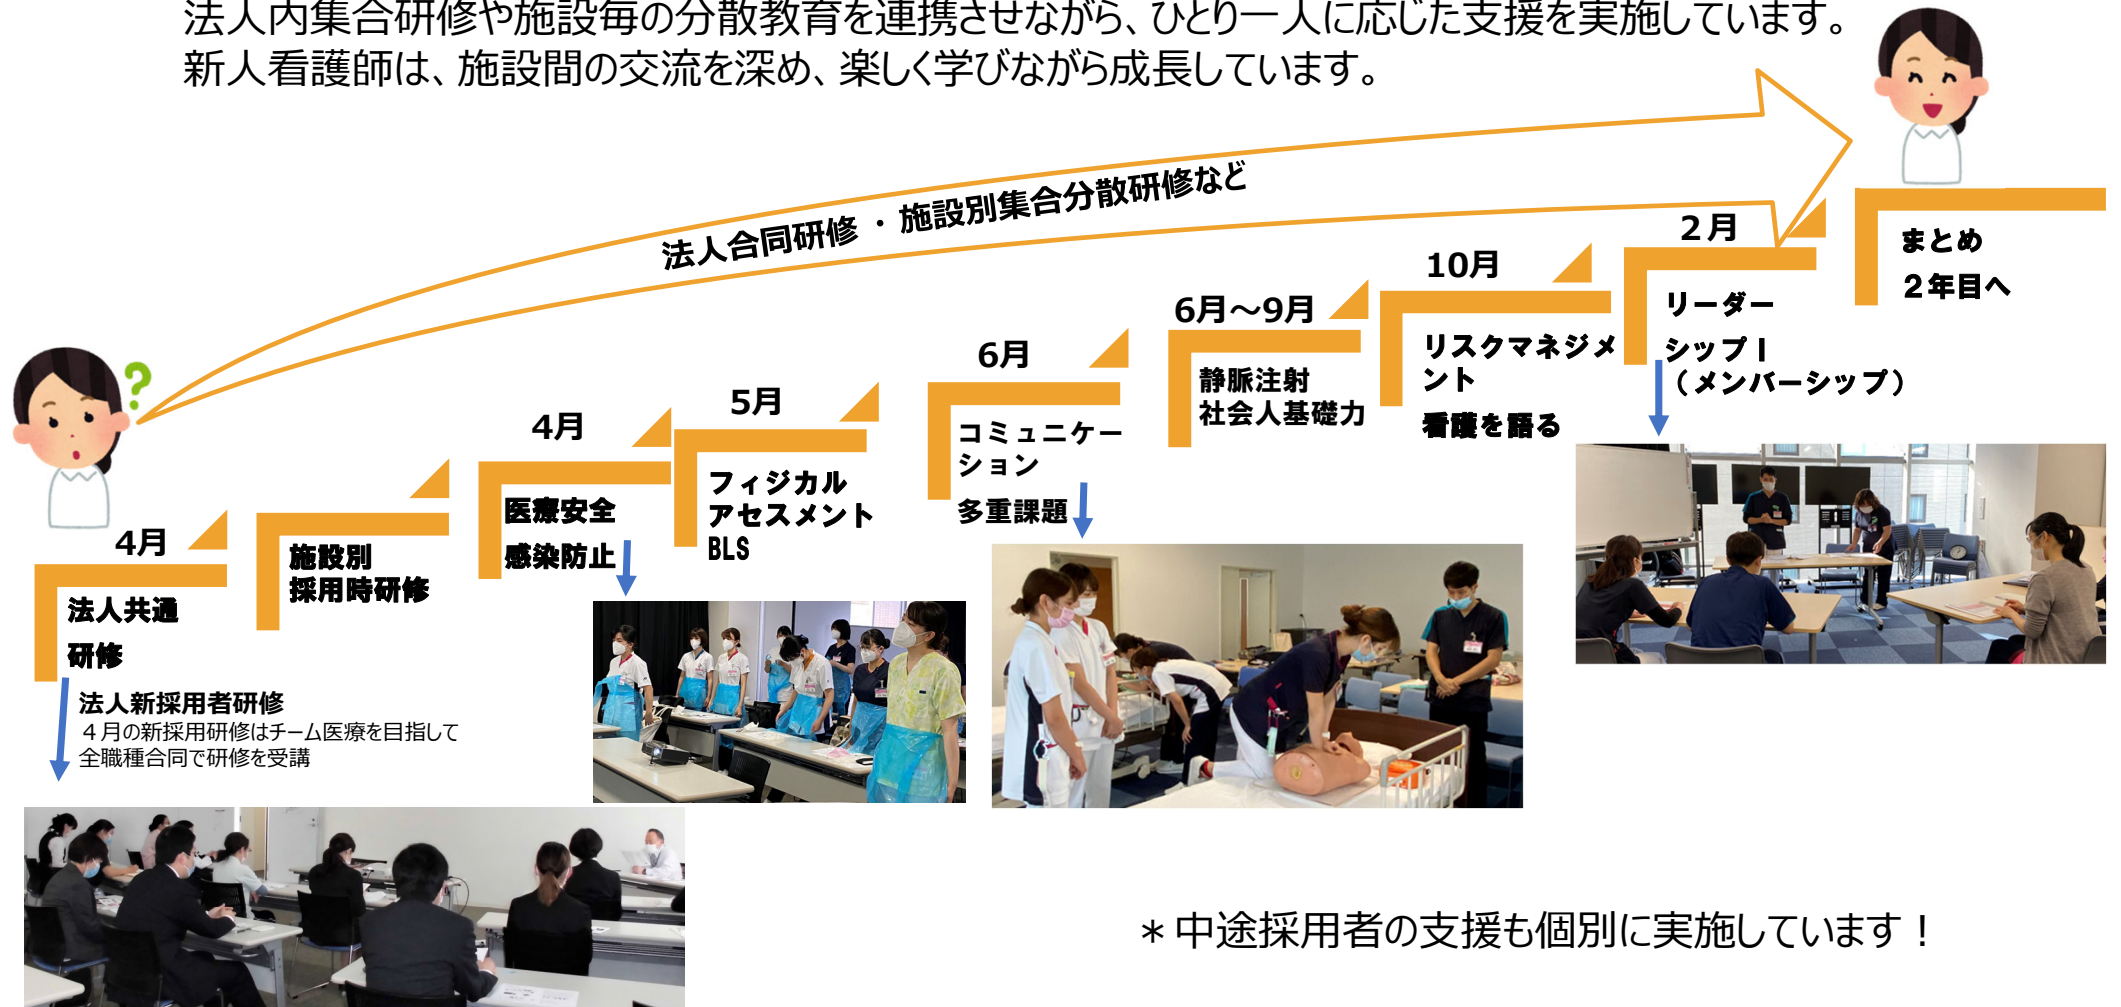 法人内集合研修や施設毎の分散教育を連携させながら、ひとり一人に応じた支援を実施しています。
新人看護師は、施設間の交流を深め、楽しく学びながら成長しています。
法人合同研修・施設別集合分散研修など
4月
法人共通
研修
法人新採用者研修
４月の新採用研修はチーム医療を目指して
全職種合同で研修を受講
施設別
採用時研修
4月
医療安全
感染防止
5月
フィジカル
アセスメント
BLS
6月
コミュニケー
ション
多重課題
6月～9月
静脈注射
社会人基礎力
10月
リスクマネジメ
ント
看護を語る
２月
リーダー
シップⅠ
（メンバーシップ）
まとめ
２年目へ
＊中途採用者の支援も個別に実施しています！